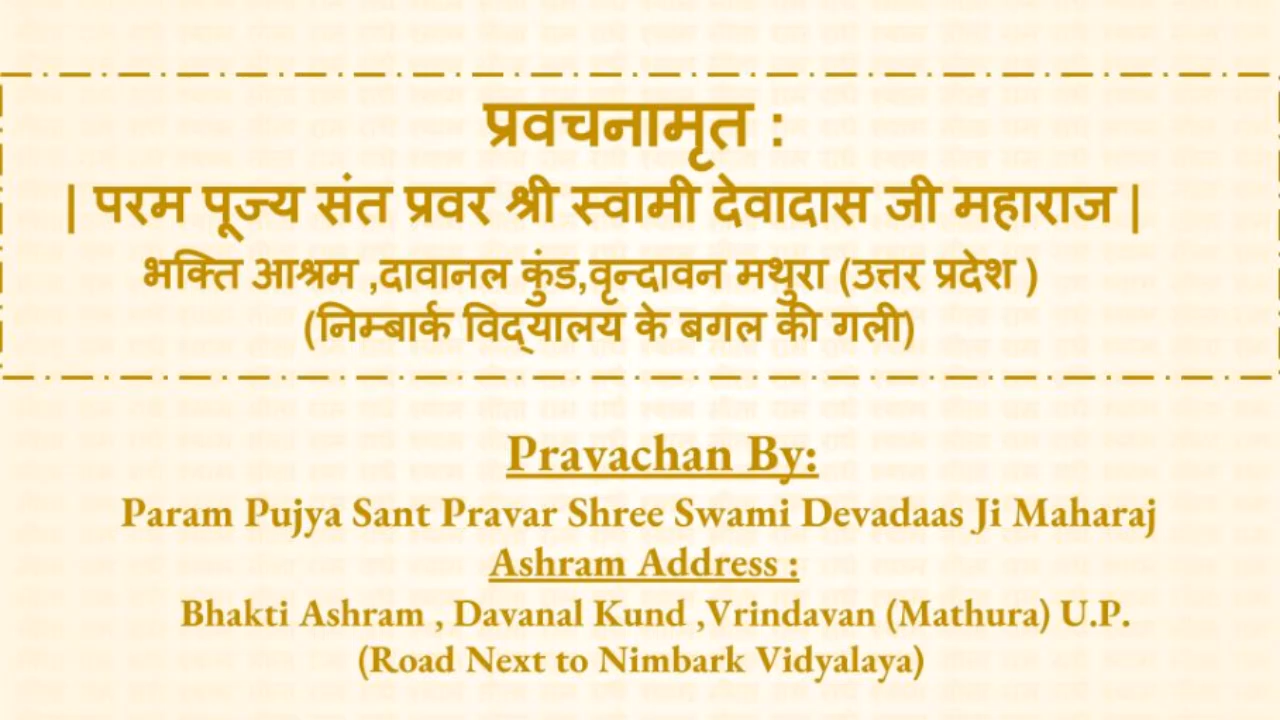 प्रवचनामृत :
| परम पूज्य संत प्रवर श्री स्वामी देवादास जी महाराज |
भक्ति आश्रम ,दावानल कुंड,वृन्दावन मथुरा (उत्तर प्रदेश )
(निम्बार्क विद्यालय के बगल की गली)
Pravachan By:
Param Pujya Sant Pravar Shree Swami Devadaas Ji Maharaj
Ashram Address :
Bhakti Ashram , Davanal Kund ,Vrindavan (Mathura) U.P.
(Road Next to Nimbark Vidyalaya)